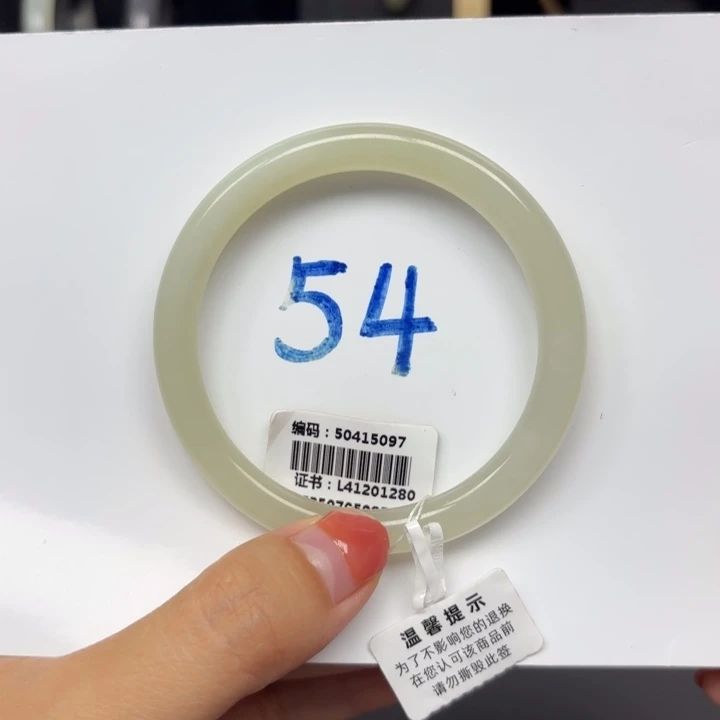 54
编码：50415097
证书：L41201280
温馨提示
为了不影响您的退换
在您认可该商品前
请勿撕毁此签